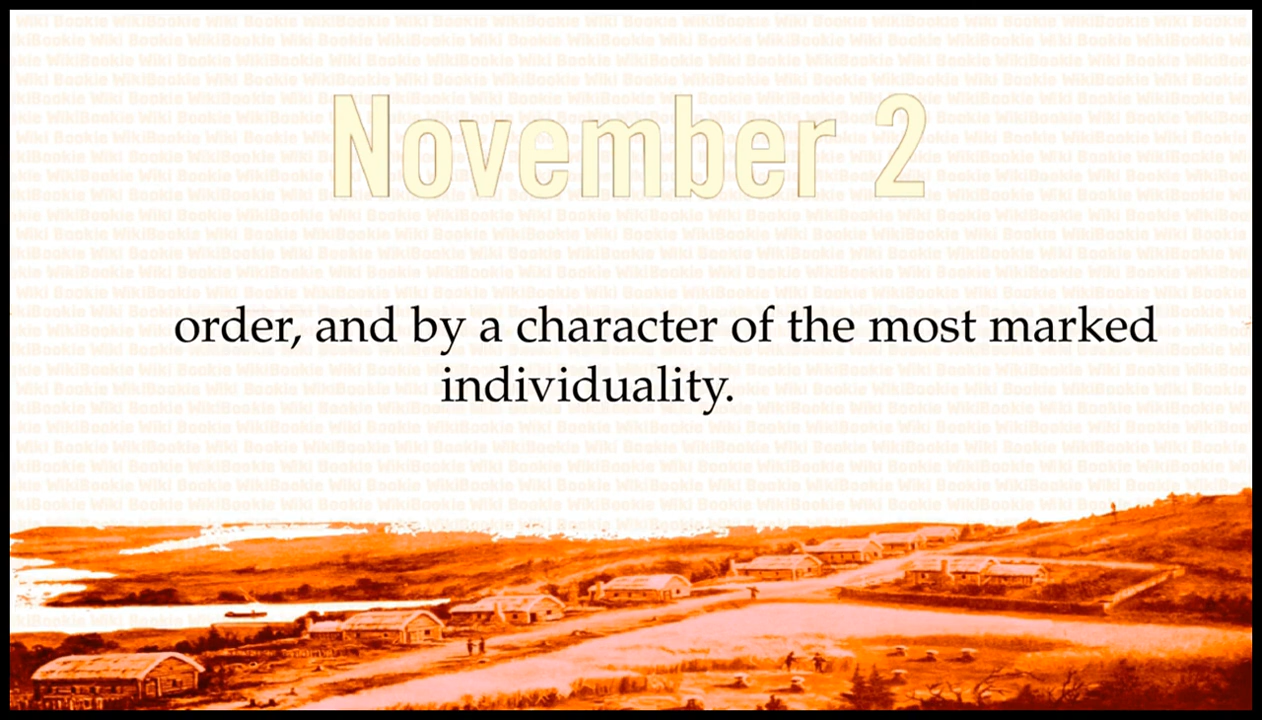 November 2
order, and by a character of the most marked
individuality.